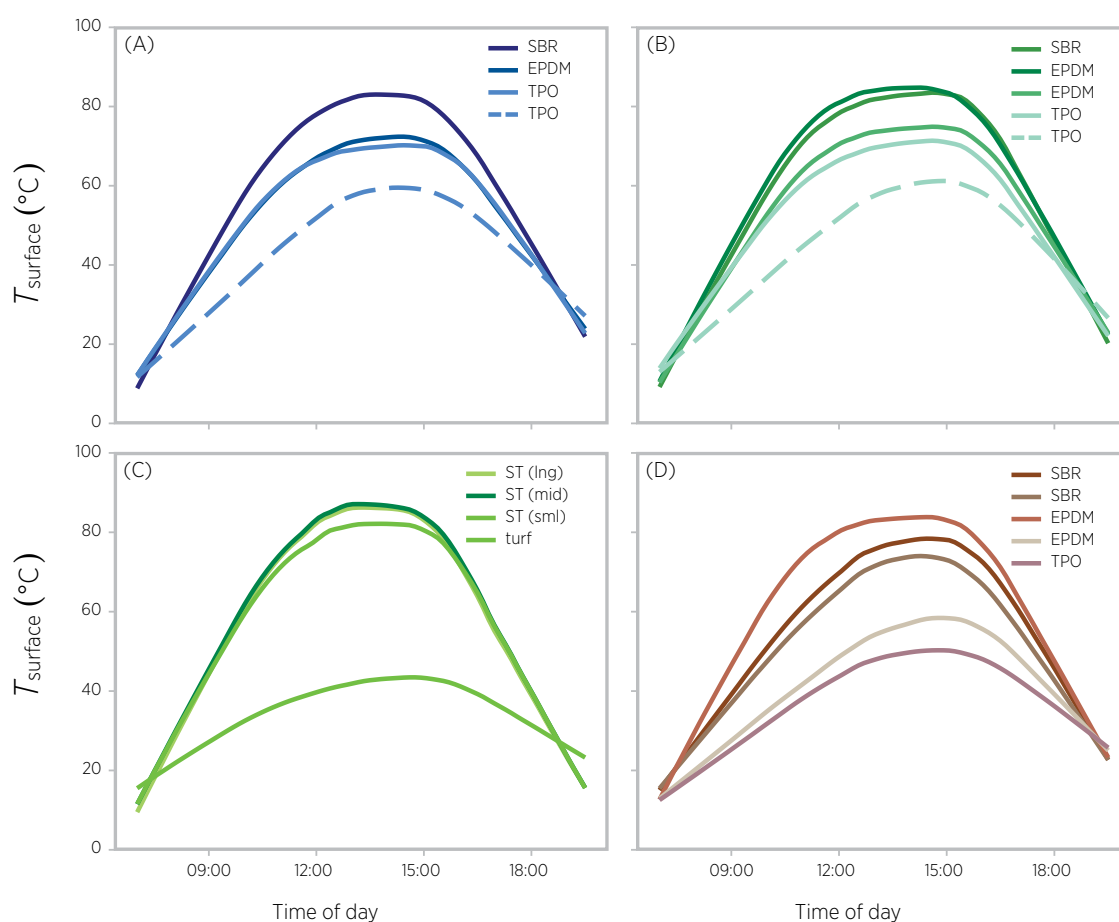 100
80
60
40
20
0
T surface (°C)
(A)
SBR
EPDM
TPO
TPO
(B)
SBR
EPDM
EPDM
TPO
TPO
100
80
60
40
20
0
T surface (°C)
(C)
ST (lng)
ST (mid)
ST (sml)
turf
(D)
SBR
SBR
EPDM
EPDM
TPO
09:00 12:00 15:00 18:00
09:00 12:00 15:00 18:00
Time of day
Time of day